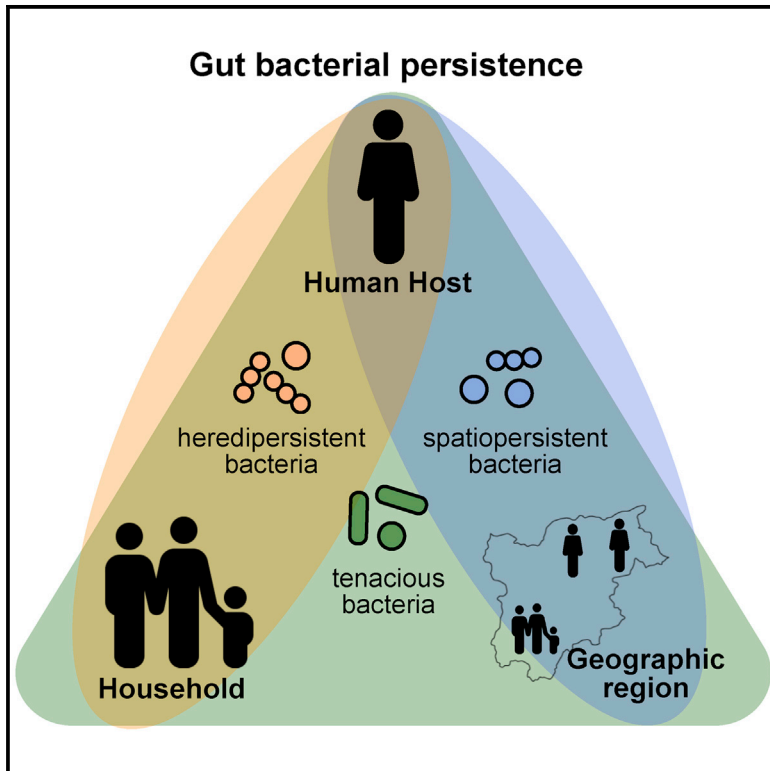 Gut bacterial persistence
Human Host
heredipersistent
bacteria
spatiopersistent
bacteria
tenacious
bacteria
Household
Geographic
region